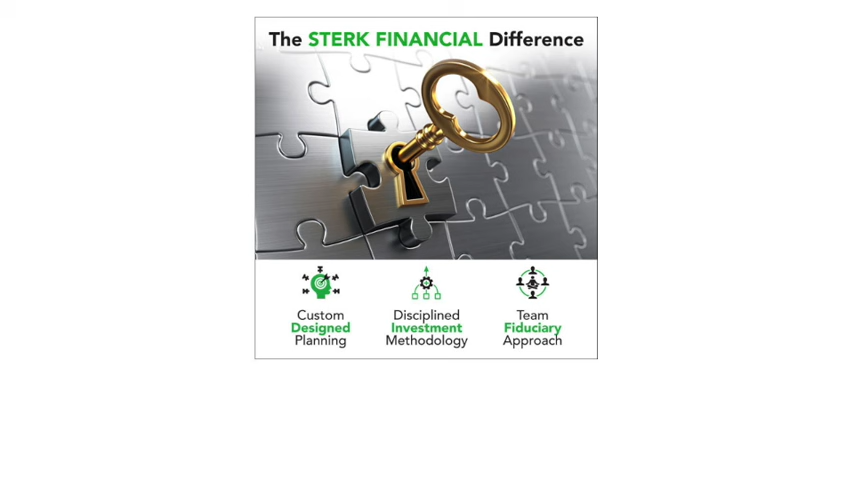 The STERK FINANCIAL Difference
Custom
Designed
Planning
Disciplined
Investment
Methodology
Team
Fiduciary
Approach